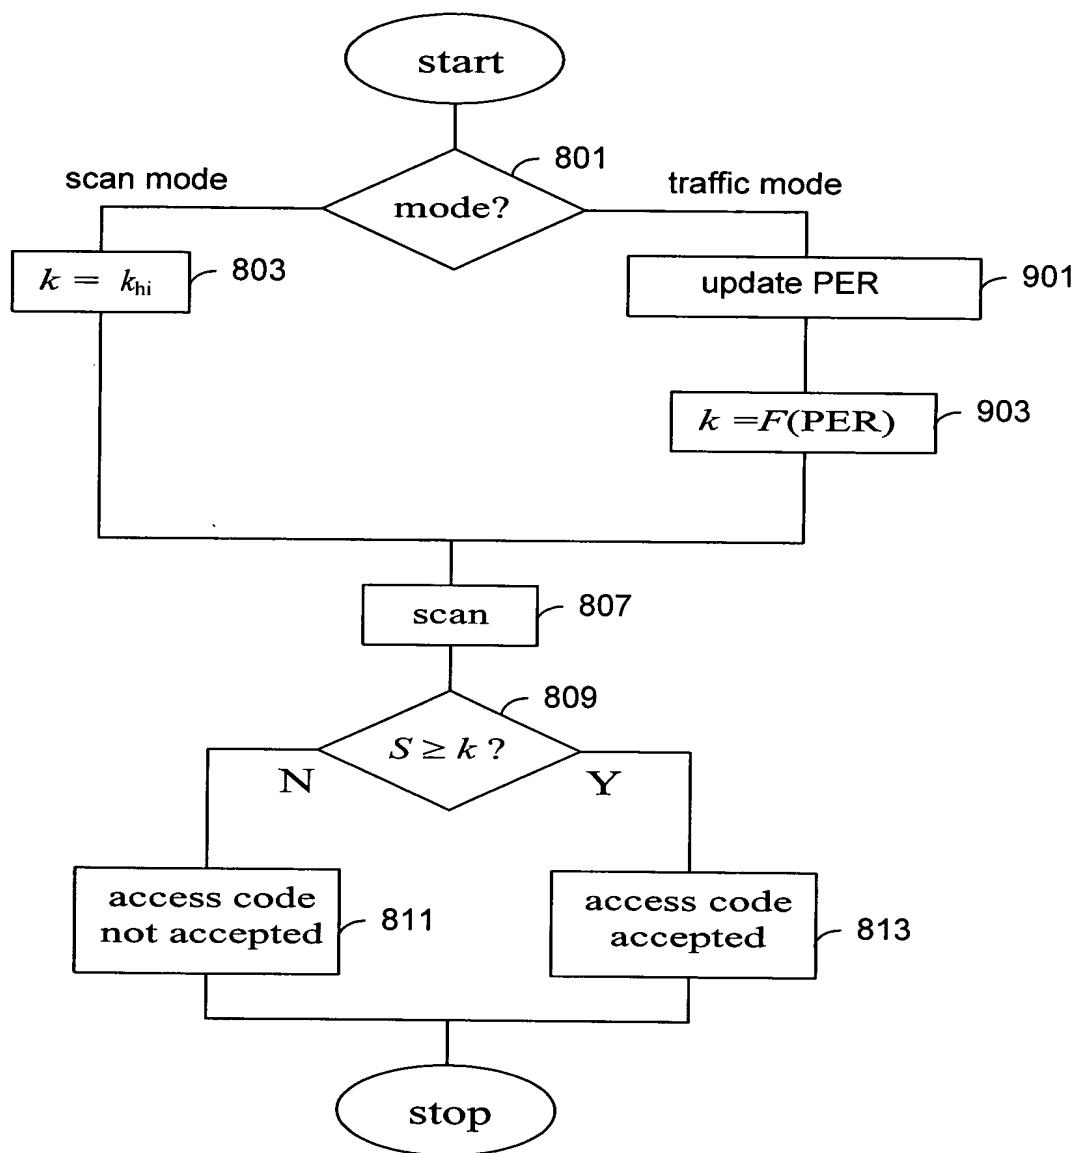 start
801
scan mode
traffic mode
mode?
k = k_hi
803
update PER
901
k =F(PER)
903
scan
807
809
S ≥ k ?
N
Y
access code
not accepted
811
access code
accepted
813
stop